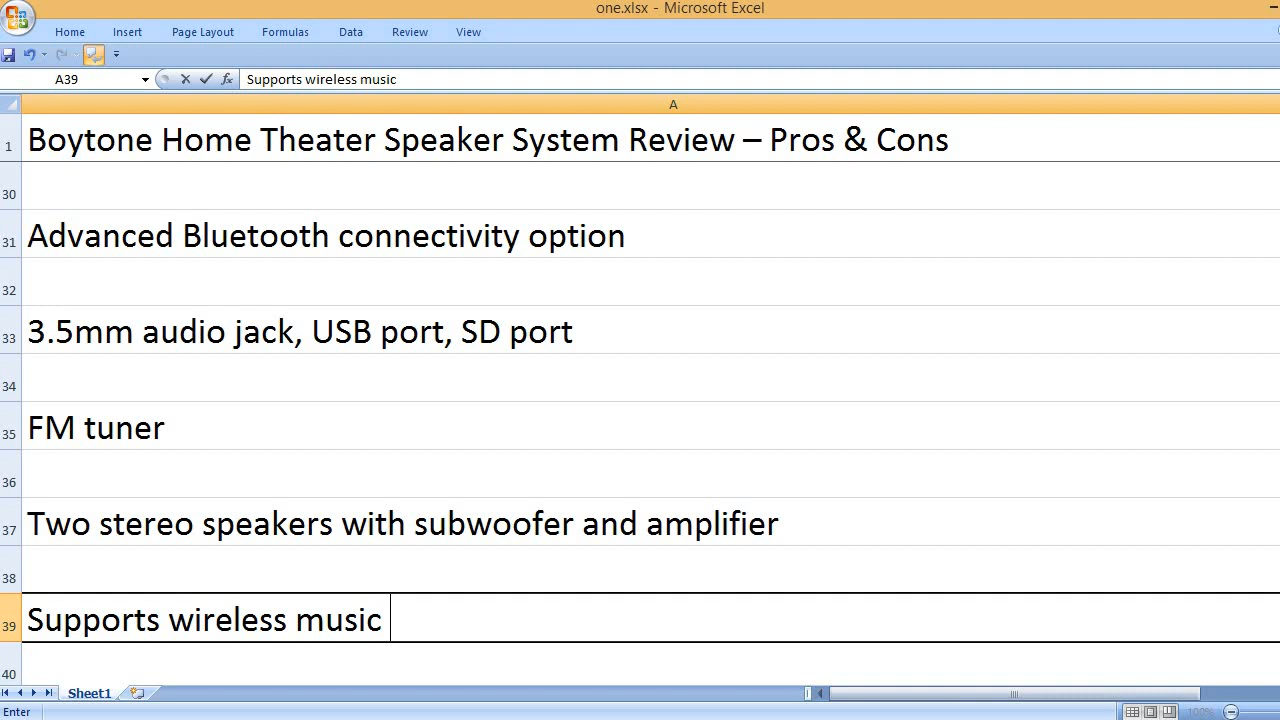 one.xlsx - Microsoft Excel
Home Insert Page Layout Formulas Data Review View
A39 fx Supports wireless music
A
1 Boytone Home Theater Speaker System Review – Pros & Cons
30
31 Advanced Bluetooth connectivity option
32
33 3.5mm audio jack, USB port, SD port
34
35 FM tuner
36
37 Two stereo speakers with subwoofer and amplifier
38
39 Supports wireless music
40
Sheet1
Enter 100%